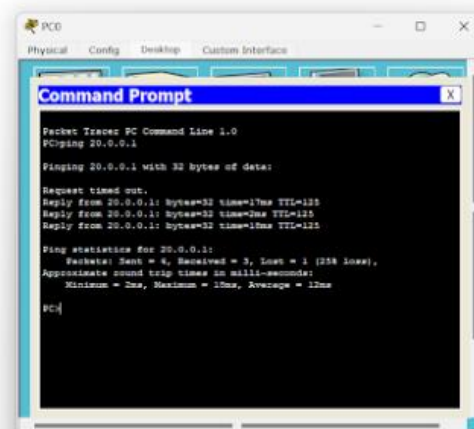 PC0
Physical Config Desktop Custom Interface
Command Prompt
X
Packet Tracer PC Command Line 1.0
PC>ping 20.0.0.1
Pinging 20.0.0.1 with 32 bytes of data:
Request timed out.
Reply from 20.0.0.1: bytes=32 time=17ms TTL=125
Reply from 20.0.0.1: bytes=32 time=2ms TTL=125
Reply from 20.0.0.1: bytes=32 time=18ms TTL=125
Ping statistics for 20.0.0.1:
Packets: Sent = 4, Received = 3, Lost = 1 (25% loss),
Approximate round trip times in milli-seconds:
Minimum = 2ms, Maximum = 18ms, Average = 12ms
PC>